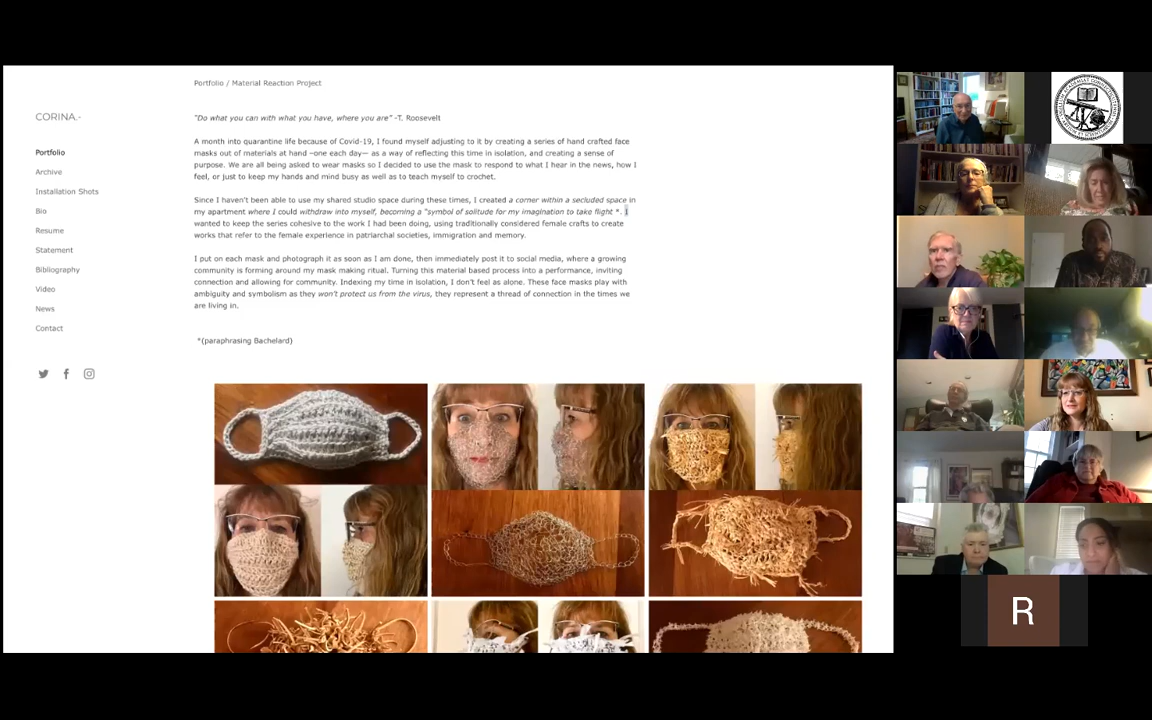 Portfolio / Material Reaction Project
CORINA.-
Portfolio
Archive
Installation Shots
Bio
Resume
Statement
Bibliography
Video
News
Contact
"Do what you can with what you have, where you are" -T. Roosevelt
A month into quarantine life because of Covid-19, I found myself adjusting to it by creating a series of hand crafted face
masks out of materials at hand –one each day— as a way of reflecting this time in isolation, and creating a sense of
purpose. We are all being asked to wear masks so I decided to use the mask to respond to what I hear in the news, how I
feel, or just to keep my hands and mind busy as well as to teach myself to crochet.
Since I haven't been able to use my shared studio space during these times, I created a corner within a secluded space in
my apartment where I could withdraw into myself, becoming a "symbol of solitude for my imagination to take flight *. I
wanted to keep the series cohesive to the work I had been doing, using traditionally considered female crafts to create
works that refer to the female experience in patriarchal societies, immigration and memory.
I put on each mask and photograph it as soon as I am done, then immediately post it to social media, where a growing
community is forming around my mask making ritual. Turning this material based process into a performance, inviting
connection and allowing for community. Indexing my time in isolation, I don't feel as alone. These face masks play with
ambiguity and symbolism as they won't protect us from the virus, they represent a thread of connection in the times we
are living in.
*(paraphrasing Bachelard)
R